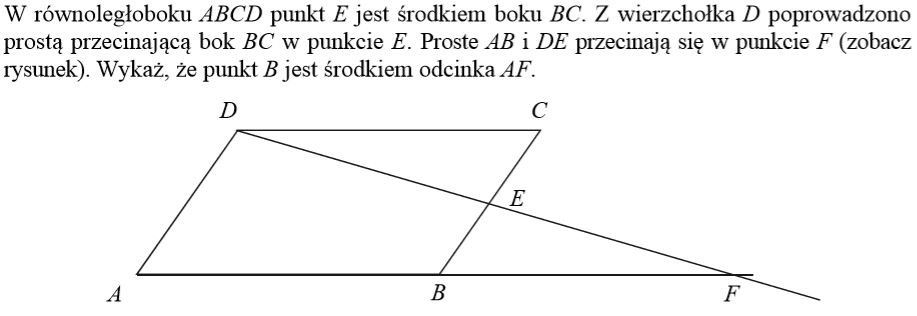 W równoległoboku ABCD punkt E jest środkiem boku BC. Z wierzchołka D poprowadzono
prostą przecinającą bok BC w punkcie E. Proste AB i DE przecinają się w punkcie F (zobacz
rysunek). Wykaż, że punkt B jest środkiem odcinka AF.
D C
E
A B F